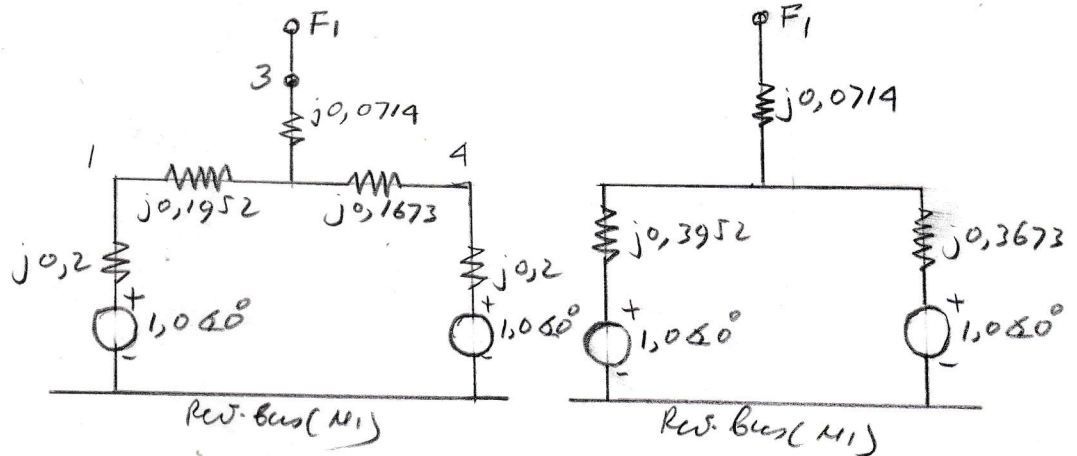 F1
3
j0,0714
1
4
j0,1952
j0,1673
j0,2
j0,2
+
1,0∡0°
-
+
1,0∡0°
-
Ref. bus (N1)
F1
j0,0714
j0,3952
j0,3673
+
1,0∡0°
-
+
1,0∡0°
-
Ref. bus (N1)